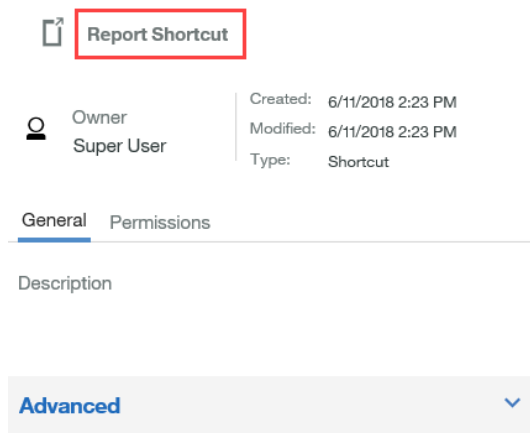 Report Shortcut
Owner
Super User
Created: 6/11/2018 2:23 PM
Modified: 6/11/2018 2:23 PM
Type: Shortcut
General Permissions
Description
Advanced